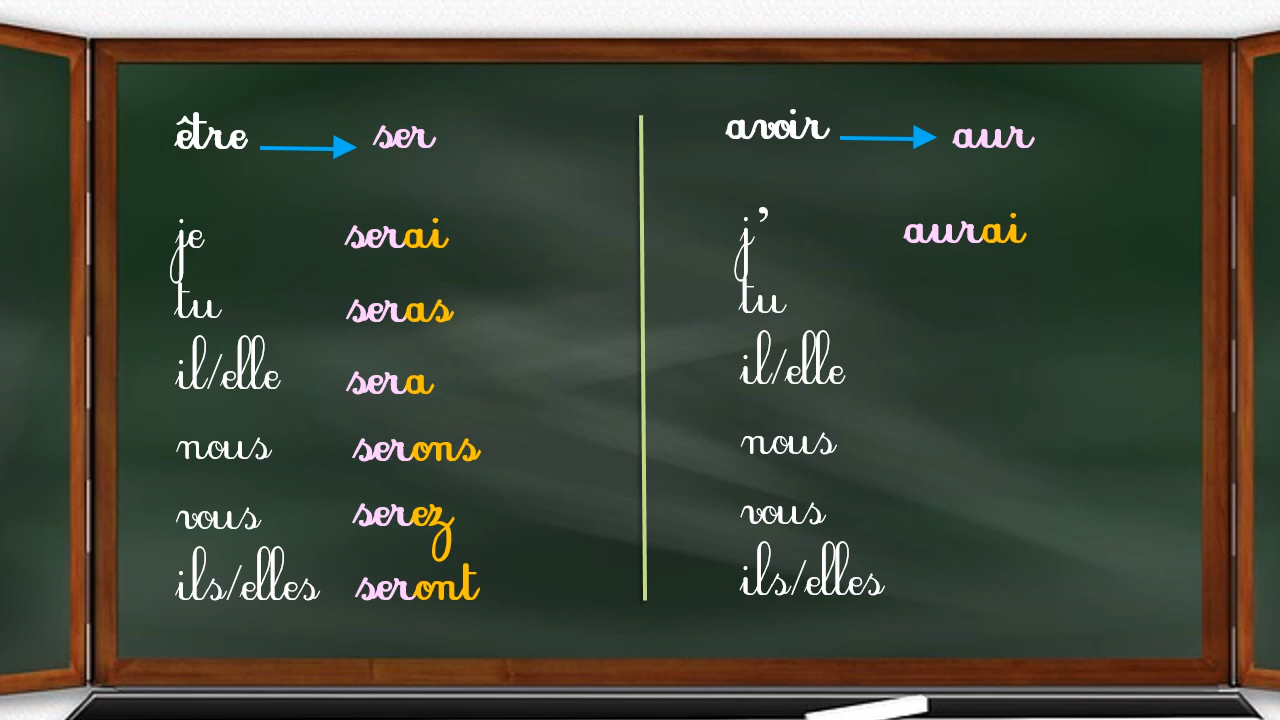 être → ser
je serai
tu seras
il/elle sera
nous serons
vous serez
ils/elles seront
avoir → aur
j’ aurai
tu
il/elle
nous
vous
ils/elles